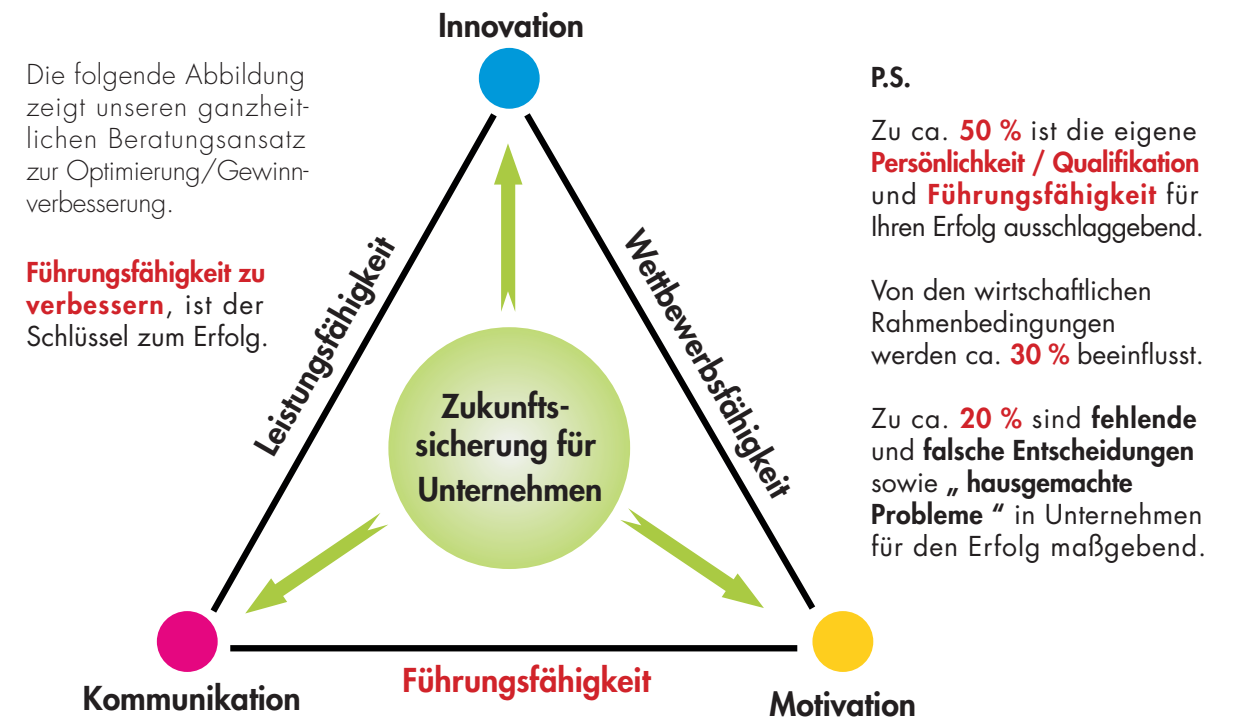 Innovation
Die folgende Abbildung
zeigt unseren ganzheit-
lichen Beratungsansatz
zur Optimierung/Gewinn-
verbesserung.
Führungsfähigkeit zu
verbessern, ist der
Schlüssel zum Erfolg.
Leistungsfähigkeit
Wettbewerbsfähigkeit
Zukunfts-
sicherung für
Unternehmen
Kommunikation
Führungsfähigkeit
Motivation
P.S.
Zu ca. 50 % ist die eigene
Persönlichkeit / Qualifikation
und Führungsfähigkeit für
Ihren Erfolg ausschlaggebend.
Von den wirtschaftlichen
Rahmenbedingungen
werden ca. 30 % beeinflusst.
Zu ca. 20 % sind fehlende
und falsche Entscheidungen
sowie „ hausgemachte
Probleme “ in Unternehmen
für den Erfolg maßgebend.